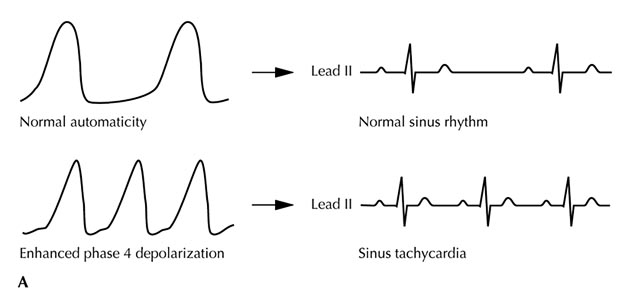 Lead II
Normal automaticity
Normal sinus rhythm
Lead II
Enhanced phase 4 depolarization
Sinus tachycardia
A